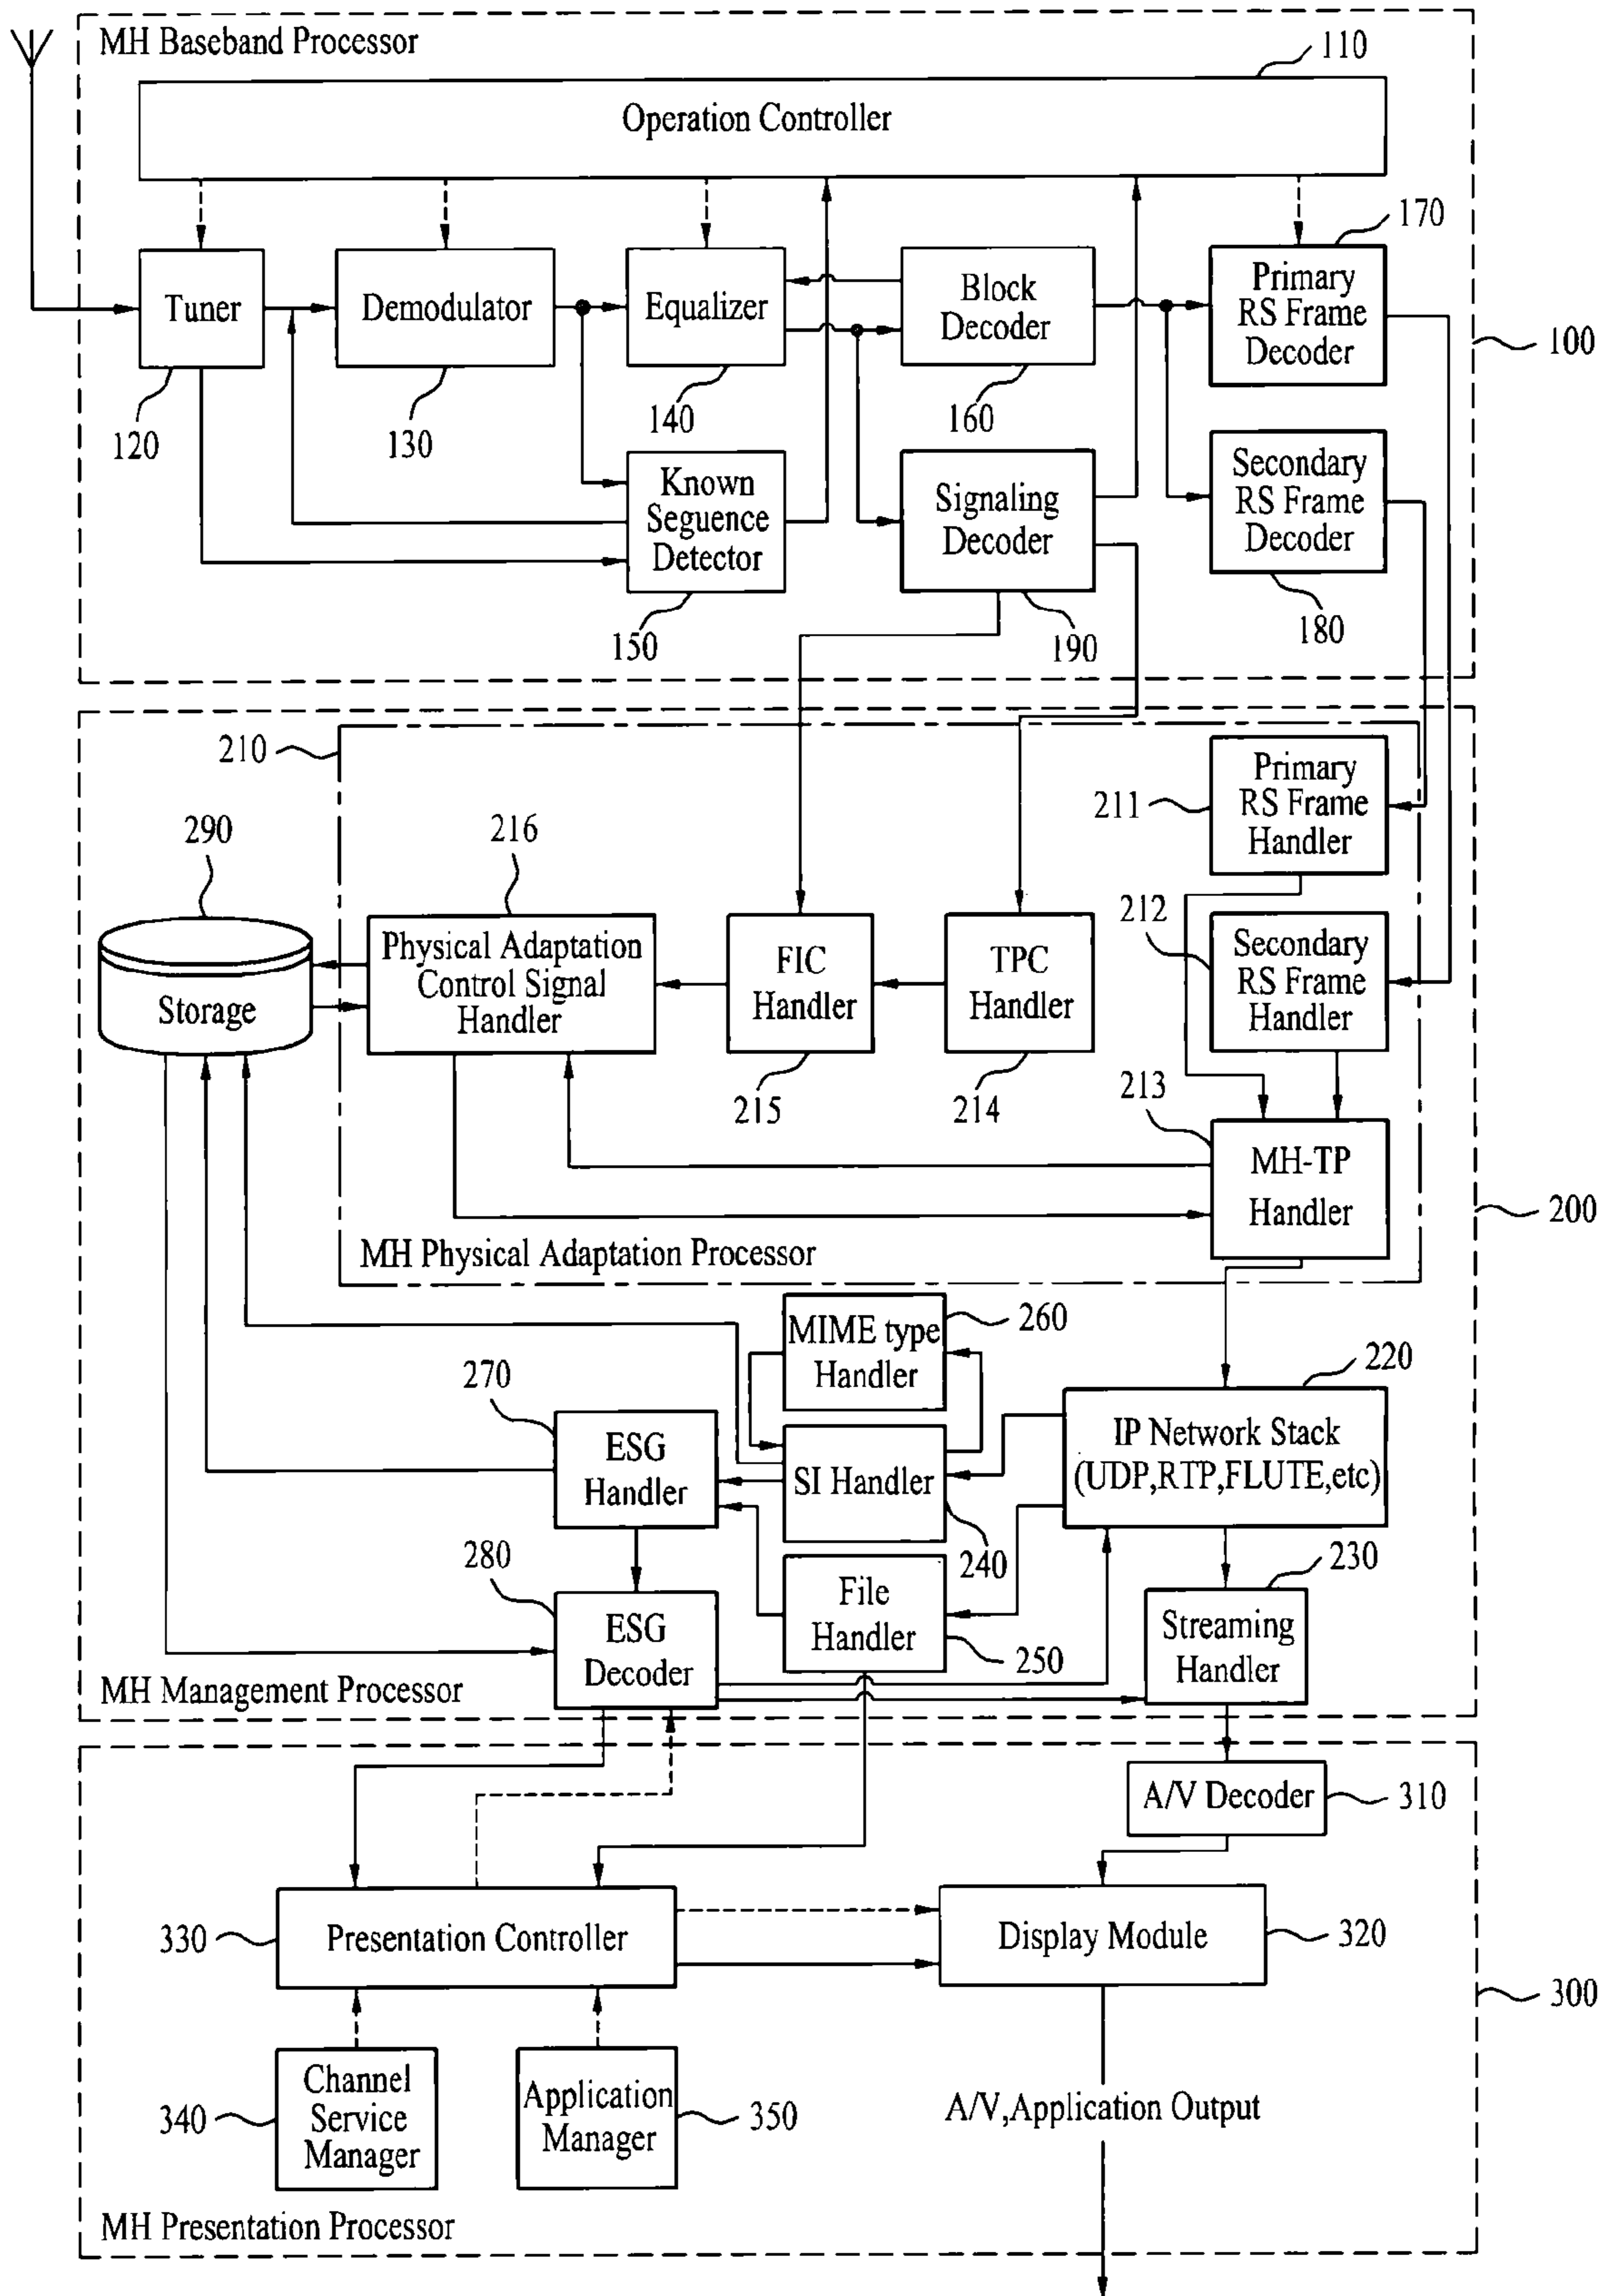 MH Baseband Processor
110
Operation Controller
170
Tuner
Demodulator
Equalizer
Block
Decoder
Primary
RS Frame
Decoder
100
120
130
140
160
Known
Seguence
Detector
Signaling
Decoder
Secondary
RS Frame
Decoder
150
190
180
210
Primary
RS Frame
Handler
211
290
216
212
Storage
Physical Adaptation
Control Signal
Handler
FIC
Handler
TPC
Handler
Secondary
RS Frame
Handler
215
214
213
MH-TP
Handler
200
MH Physical Adaptation Processor
MIME type
Handler
260
220
270
ESG
Handler
SI Handler
IP Network Stack
(UDP,RTP,FLUTE,etc)
240
280
230
ESG
Decoder
File
Handler
250
Streaming
Handler
MH Management Processor
A/V Decoder
310
330
Presentation Controller
Display Module
320
300
Channel
Service
Manager
340
Application
Manager
350
A/V,Application Output
MH Presentation Processor